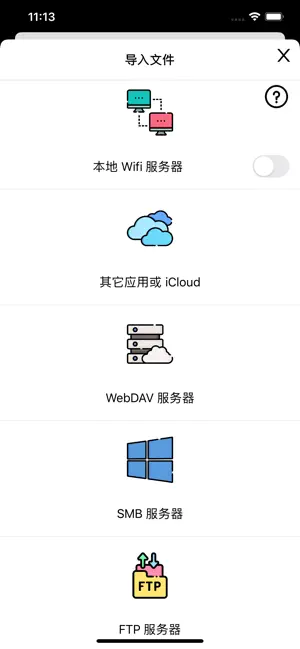 11:13
导入文件
本地 Wifi 服务器
其它应用或 iCloud
WebDAV 服务器
SMB 服务器
FTP
FTP 服务器